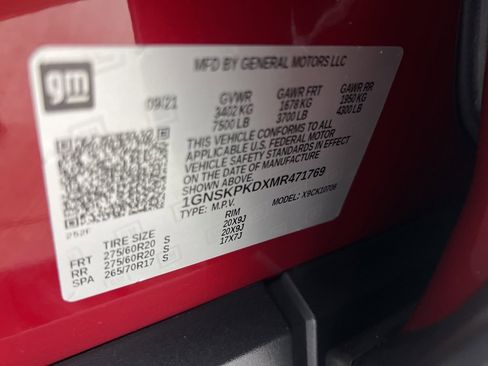 gm
MFD BY GENERAL MOTORS LLC
09/21 GVWR GAWR FRT GAWR RR
3402 KG 1678 KG 1950 KG
7500 LB 3700 LB 4300 LB
THIS VEHICLE CONFORMS TO ALL
APPLICABLE U.S. FEDERAL MOTOR
VEHICLE SAFETY STANDARDS IN EFFECT
ON THE DATE OF MANUFACTURE
SHOWN ABOVE.
1GNSKPKDXMR471769
TYPE: M.P.V. MODEL: X9CK10706
252F
TIRE SIZE RIM
FRT 275/60R20 S 20X9J
RR 275/60R20 S 20X9J
SPA 265/70R17 S 17X7J